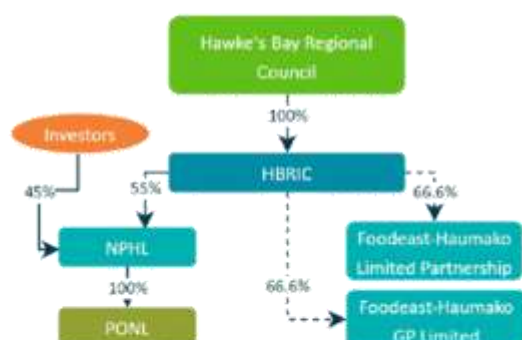 Hawke's Bay Regional
Council
100%
Investors
HBRIC
45%
55%
66.6%
NPHL
Foodeast-Haumako
Limited Partnership
66.6%
100%
Foodeast-Haumako
GP Limited
PONL